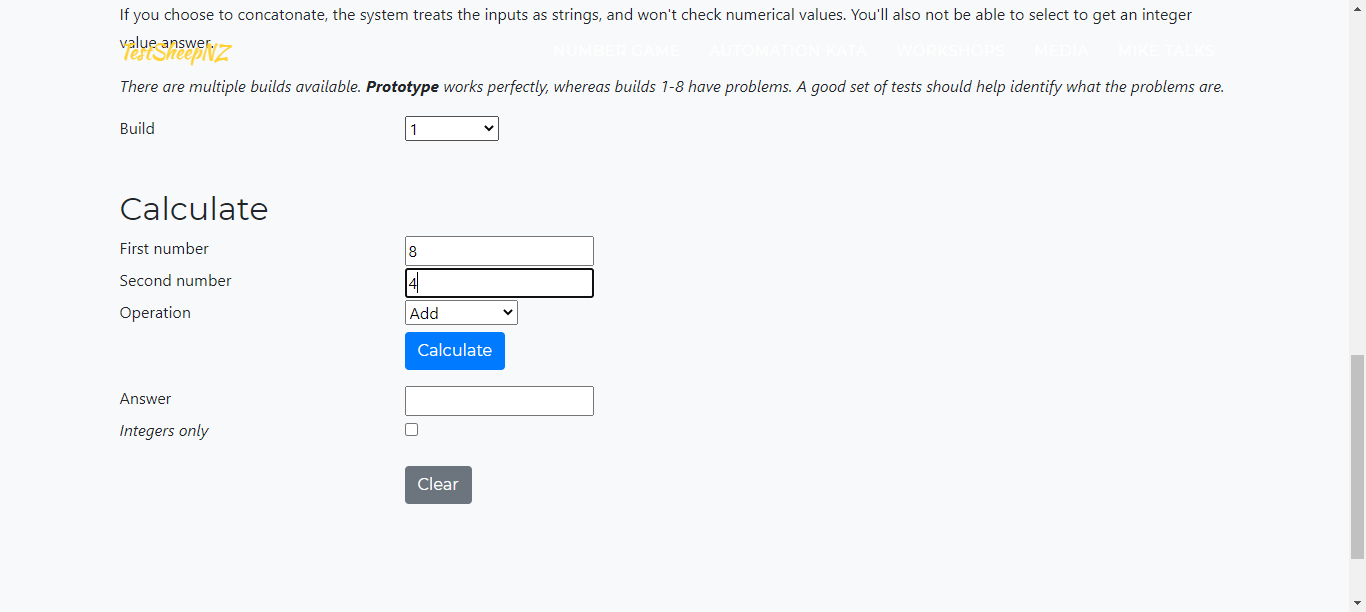 If you choose to concatonate, the system treats the inputs as strings, and won't check numerical values. You'll also not be able to select to get an integer
value answer.
TestSheepNZ NUMBER GAME AUTOMATION KATAS WORKSHOPS MEDIA MIKE TALKS
There are multiple builds available. Prototype works perfectly, whereas builds 1-8 have problems. A good set of tests should help identify what the problems are.
Build 1
Calculate
First number 8
Second number 4
Operation Add
Calculate
Answer
Integers only
Clear